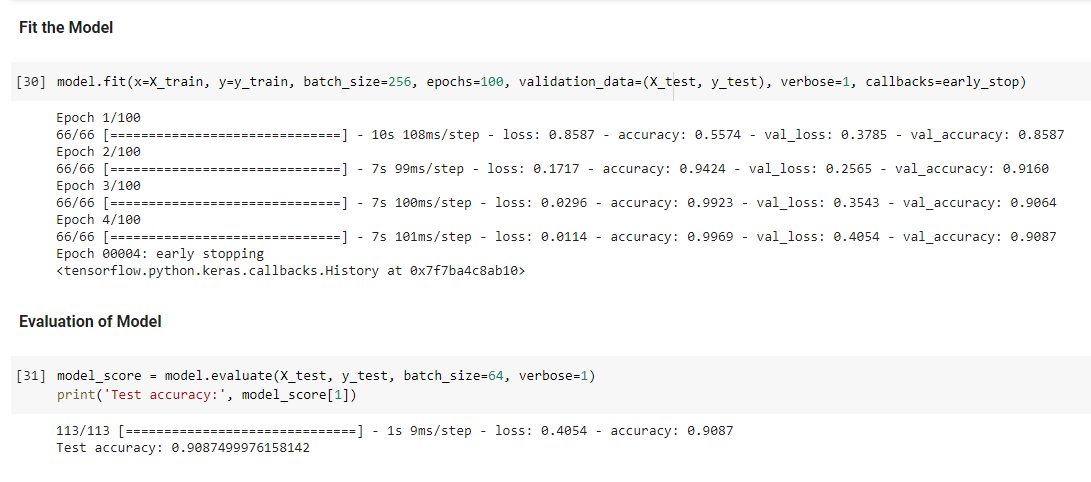 Fit the Model
[30] model.fit(x=X_train, y=y_train, batch_size=256, epochs=100, validation_data=(X_test, y_test), verbose=1, callbacks=early_stop)
Epoch 1/100
66/66 [==============================] - 10s 108ms/step - loss: 0.8587 - accuracy: 0.5574 - val_loss: 0.3785 - val_accuracy: 0.8587
Epoch 2/100
66/66 [==============================] - 7s 99ms/step - loss: 0.1717 - accuracy: 0.9424 - val_loss: 0.2565 - val_accuracy: 0.9160
Epoch 3/100
66/66 [==============================] - 7s 100ms/step - loss: 0.0296 - accuracy: 0.9923 - val_loss: 0.3543 - val_accuracy: 0.9064
Epoch 4/100
66/66 [==============================] - 7s 101ms/step - loss: 0.0114 - accuracy: 0.9969 - val_loss: 0.4054 - val_accuracy: 0.9087
Epoch 00004: early stopping
<tensorflow.python.keras.callbacks.History at 0x7f7ba4c8ab10>
Evaluation of Model
[31] model_score = model.evaluate(X_test, y_test, batch_size=64, verbose=1)
print('Test accuracy:', model_score[1])
113/113 [==============================] - 1s 9ms/step - loss: 0.4054 - accuracy: 0.9087
Test accuracy: 0.9087499976158142